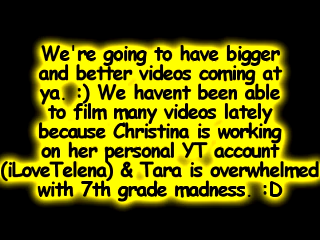 We're going to have bigger
and better videos coming at
ya. :) We havent been able
to film many videos lately
because Christina is working
on her personal YT account
(iLoveTelena) & Tara is overwhelmed
with 7th grade madness. :D